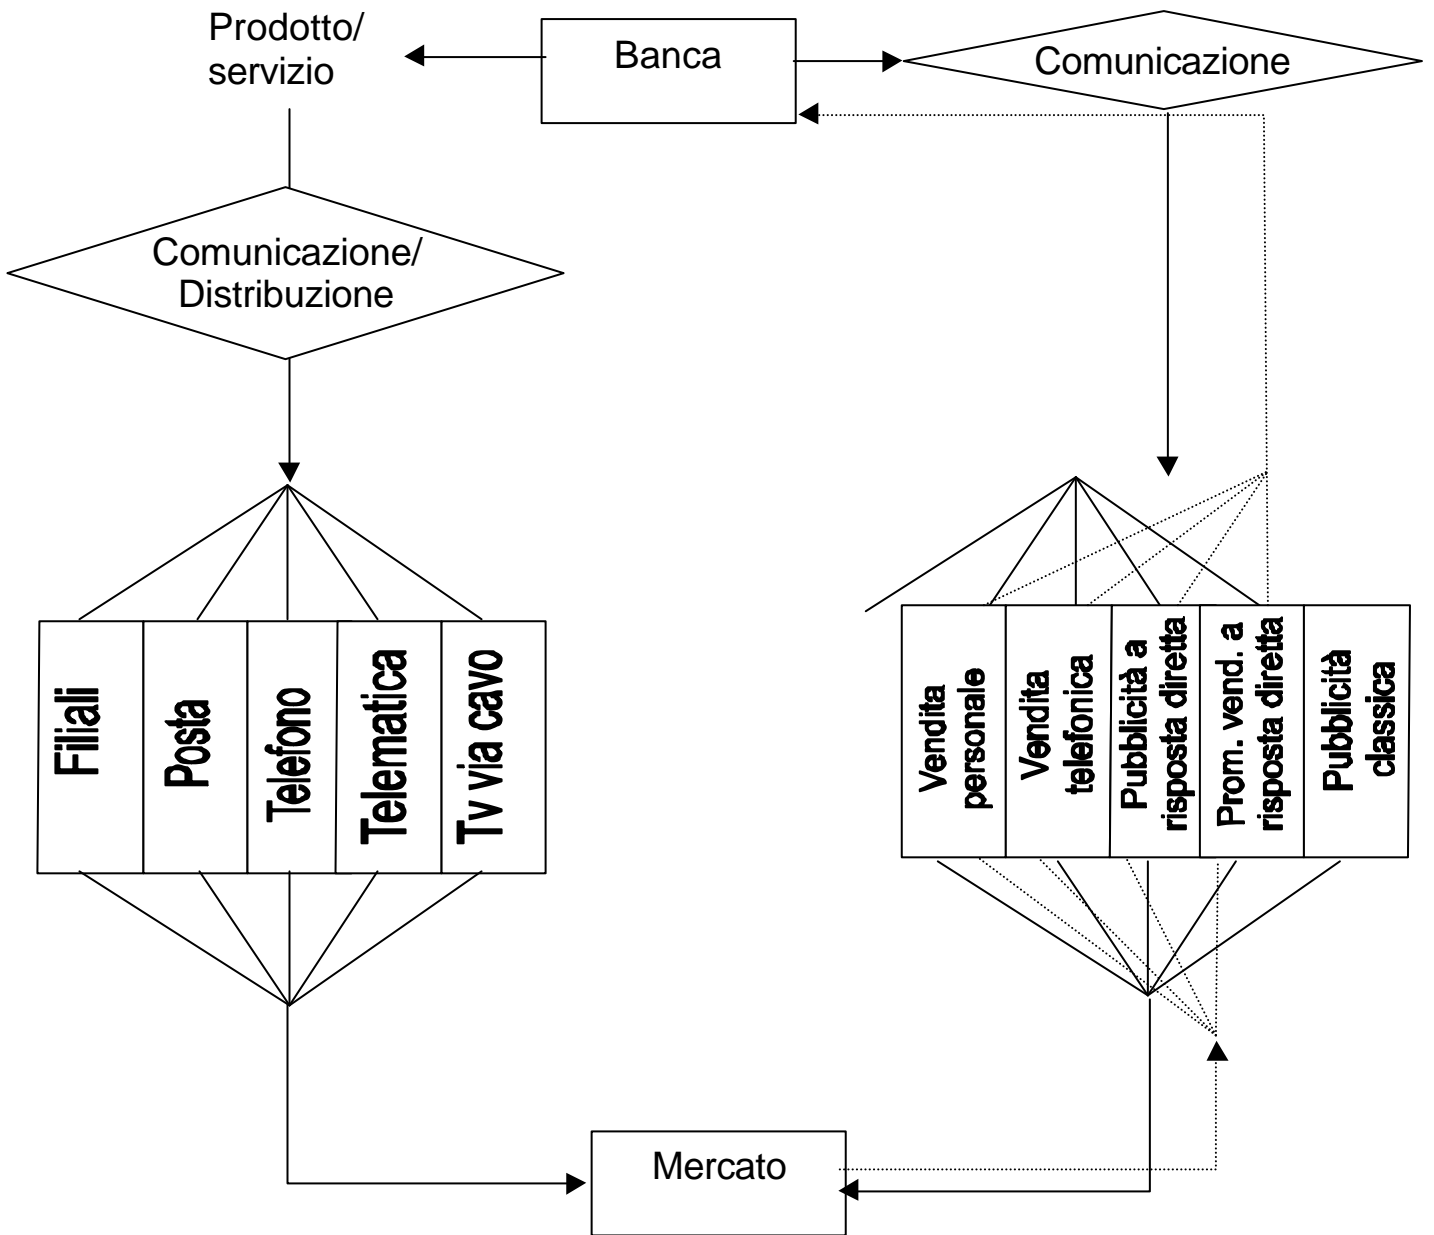 Prodotto/
servizio
Banca
Comunicazione
Comunicazione/
Distribuzione
Filiali
Posta
Telefono
Telematica
Tv via cavo
Vendita
personale
Vendita
telefonica
Pubblicità a
risposta diretta
Prom. vend. a
risposta diretta
Pubblicità
classica
Mercato